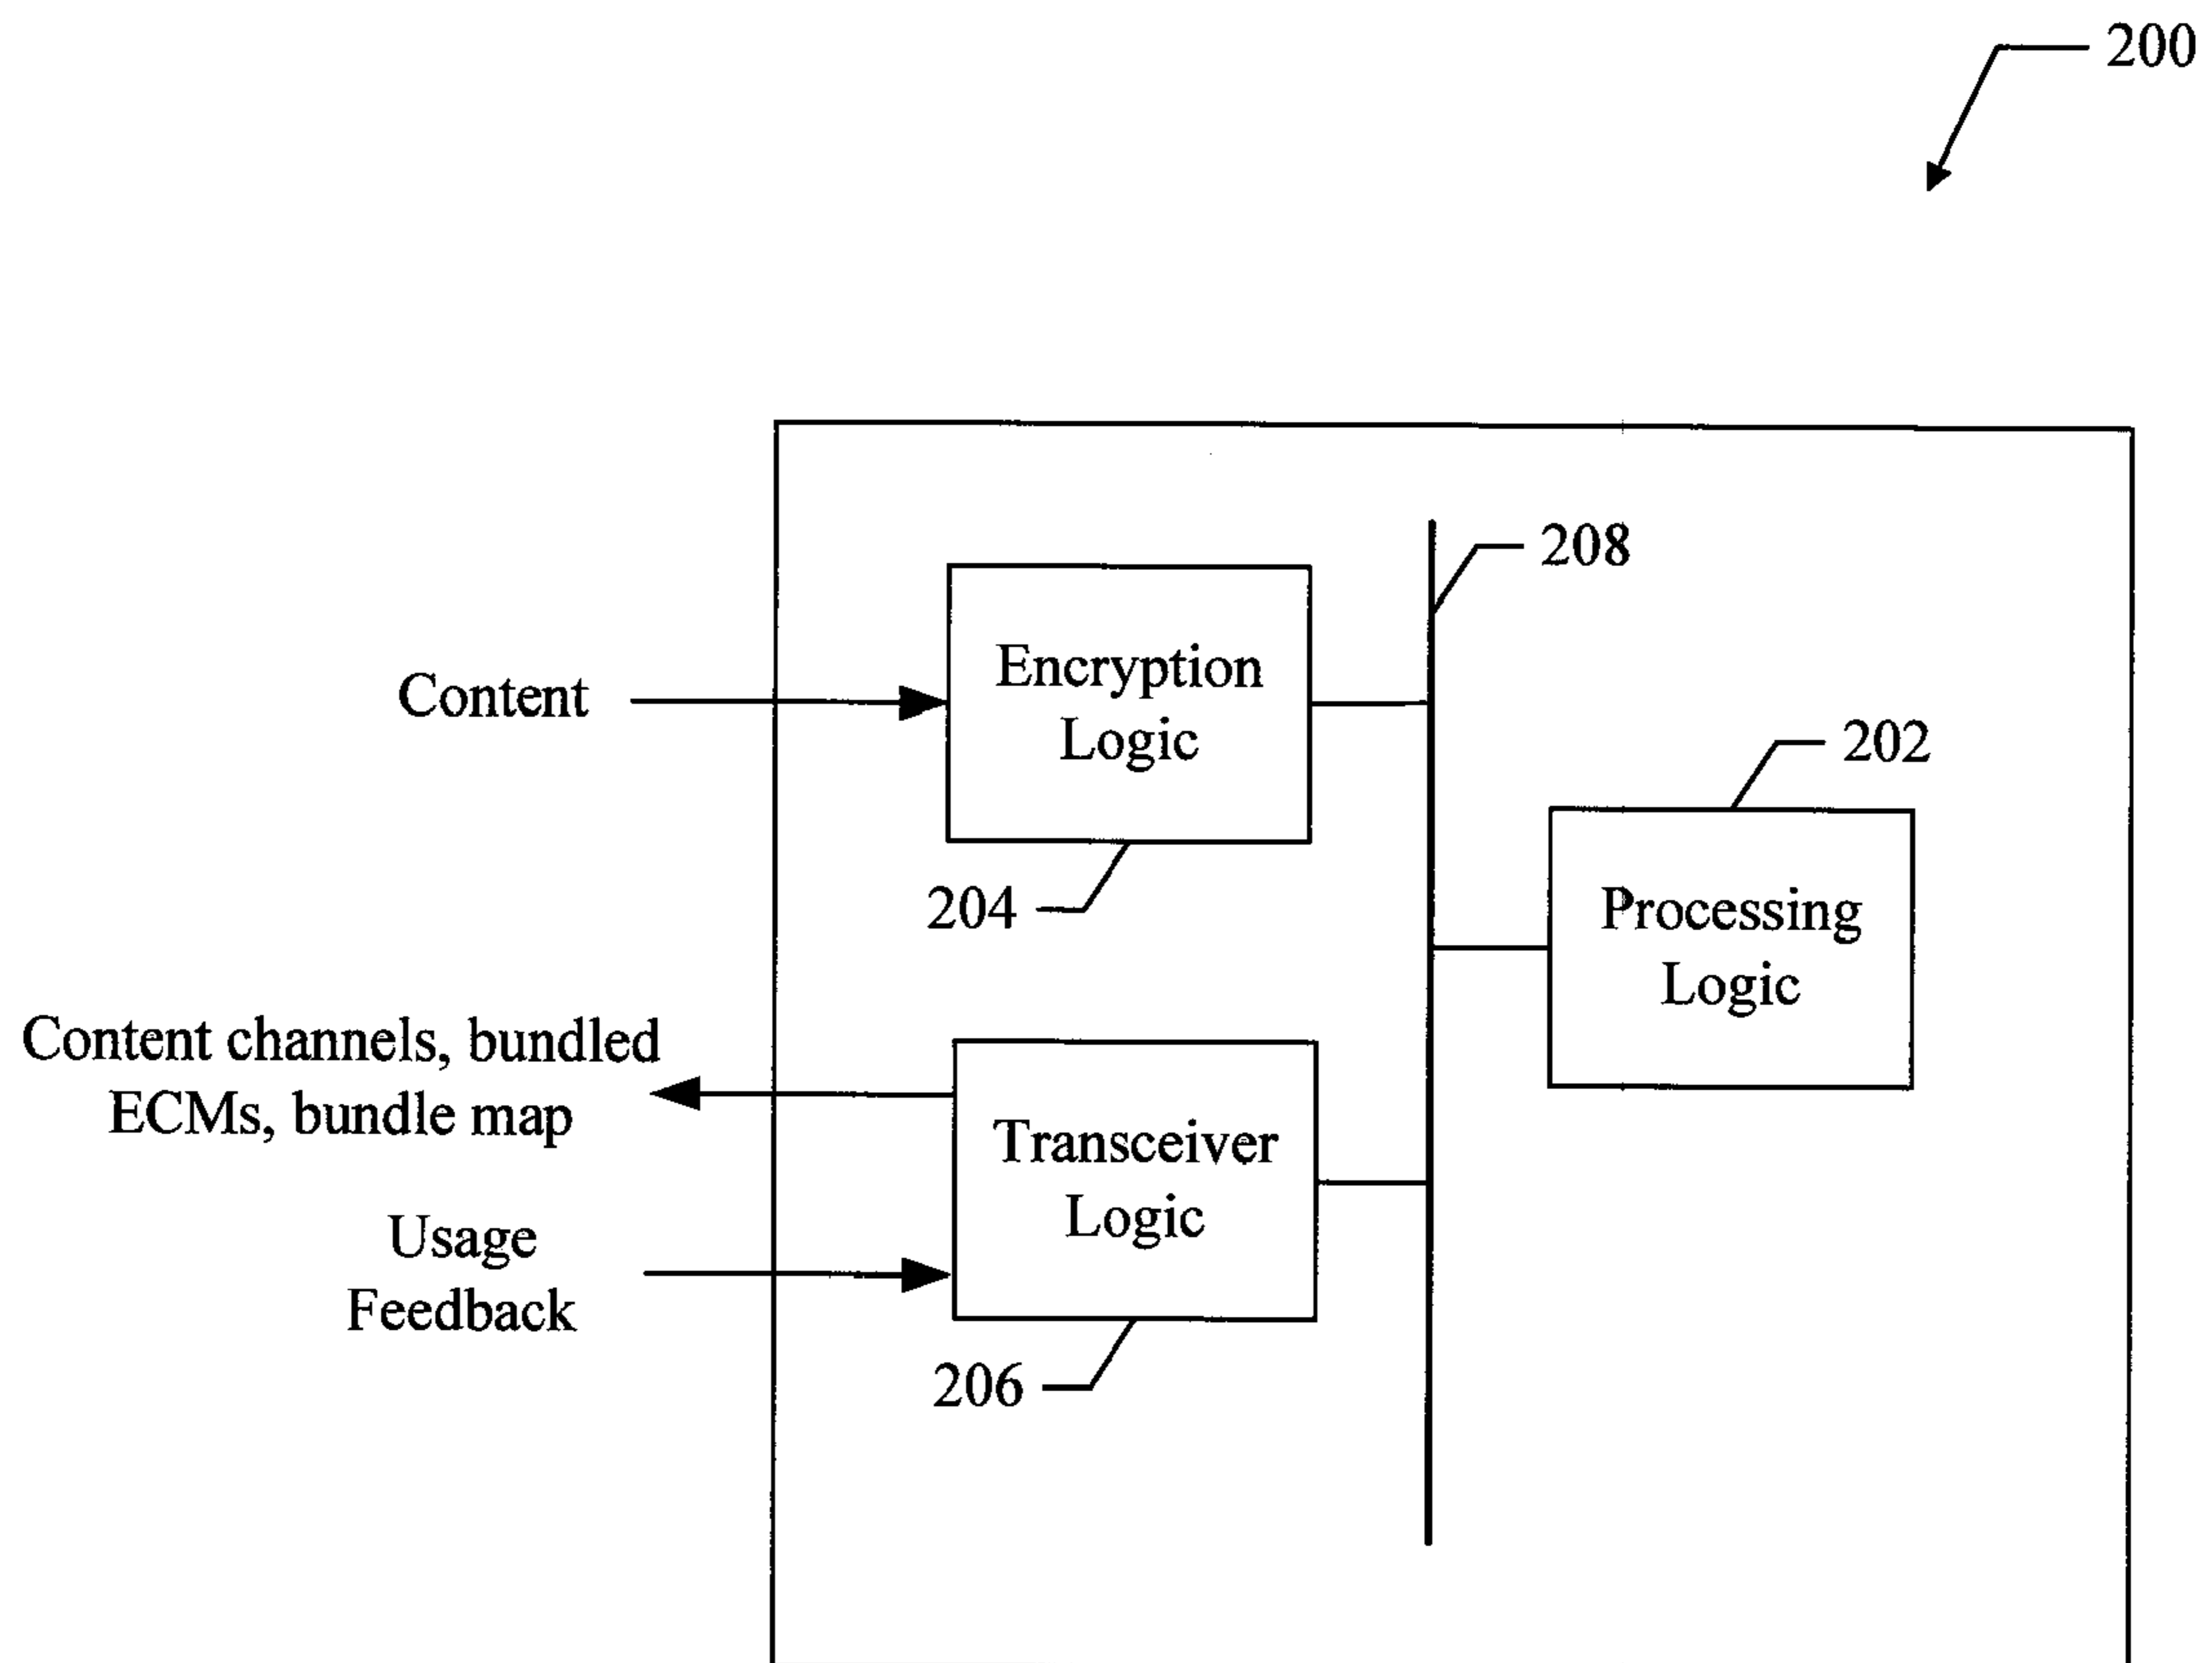 200
208
Encryption
Logic
Content
202
204
Processing
Logic
Content channels, bundled
ECMs, bundle map
Transceiver
Logic
Usage
Feedback
206